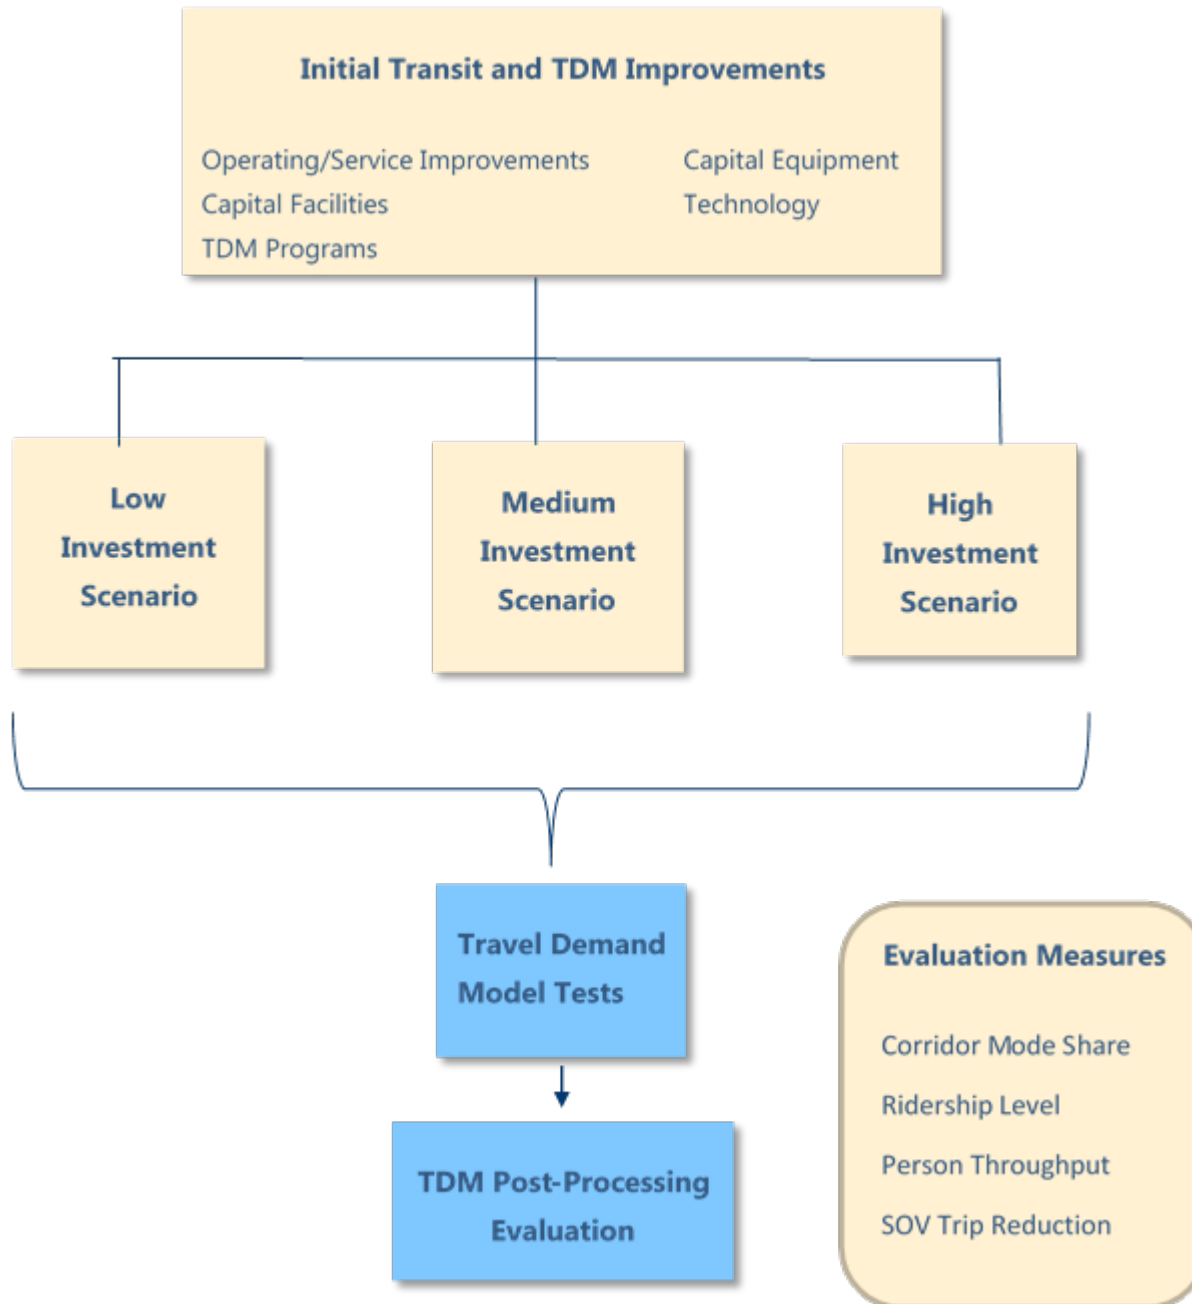 Initial Transit and TDM Improvements
Operating/Service Improvements
Capital Facilities
TDM Programs
Capital Equipment
Technology
Low
Investment
Scenario
Medium
Investment
Scenario
High
Investment
Scenario
Travel Demand
Model Tests
TDM Post-Processing
Evaluation
Evaluation Measures
Corridor Mode Share
Ridership Level
Person Throughput
SOV Trip Reduction